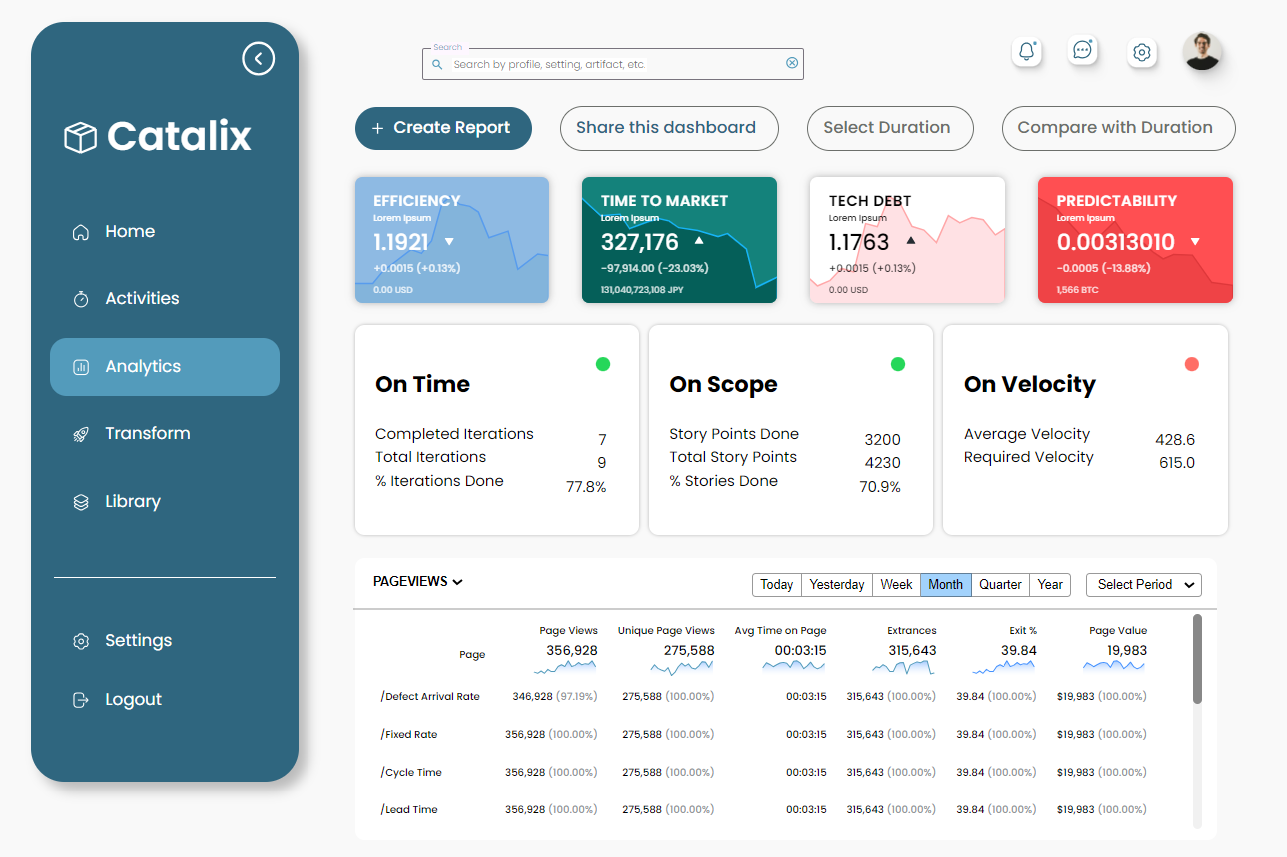 Catalix
Home
Activities
Analytics
Transform
Library
Settings
Logout
Search
Search by profile, setting, artifact, etc.
+ Create Report
Share this dashboard
Select Duration
Compare with Duration
EFFICIENCY
Lorem Ipsum
1.1921 ▼
+0.0015 (+0.13%)
0.00 USD
TIME TO MARKET
Lorem Ipsum
327,176 ▲
−97,914.00 (−23.03%)
131,040,723,108 JPY
TECH DEBT
Lorem Ipsum
1.1763 ▲
+0.0015 (+0.13%)
0.00 USD
PREDICTABILITY
Lorem Ipsum
0.00313010 ▼
−0.0005 (−13.88%)
1,566 BTC
On Time
Completed Iterations 7
Total Iterations 9
% Iterations Done 77.8%
On Scope
Story Points Done 3200
Total Story Points 4230
% Stories Done 70.9%
On Velocity
Average Velocity 428.6
Required Velocity 615.0
PAGEVIEWS
Today Yesterday Week Month Quarter Year Select Period
Page Views Unique Page Views Avg Time on Page Extrances Exit % Page Value
Page 356,928 275,588 00:03:15 315,643 39.84 19,983
/Defect Arrival Rate 346,928 (97.19%) 275,588 (100.00%) 00:03:15 315,643 (100.00%) 39.84 (100.00%) $19,983 (100.00%)
/Fixed Rate 356,928 (100.00%) 275,588 (100.00%) 00:03:15 315,643 (100.00%) 39.84 (100.00%) $19,983 (100.00%)
/Cycle Time 356,928 (100.00%) 275,588 (100.00%) 00:03:15 315,643 (100.00%) 39.84 (100.00%) $19,983 (100.00%)
/Lead Time 356,928 (100.00%) 275,588 (100.00%) 00:03:15 315,643 (100.00%) 39.84 (100.00%) $19,983 (100.00%)